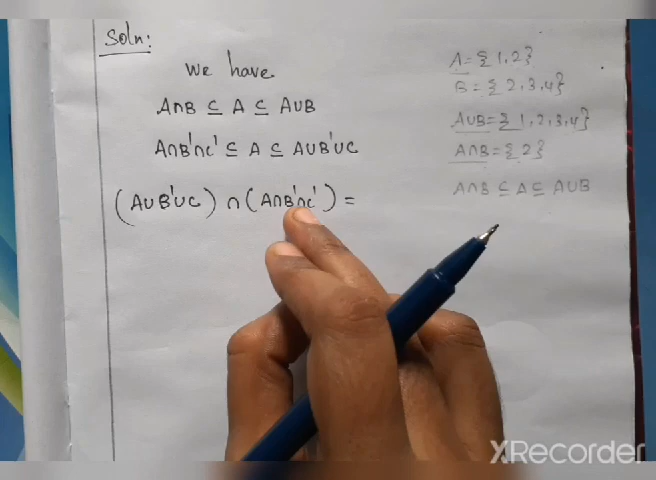 Soln:
We have
A∩B ⊆ A ⊆ A∪B
A∩B'∩C' ⊆ A ⊆ A∪B'∪C
(A∪B'∪C) ∩ (A∩B'∩C') =
A = {1,2}
B = {2,3,4}
A∪B = {1,2,3,4}
A∩B = {2}
A∩B ⊆ A ⊆ A∪B
XRecorder